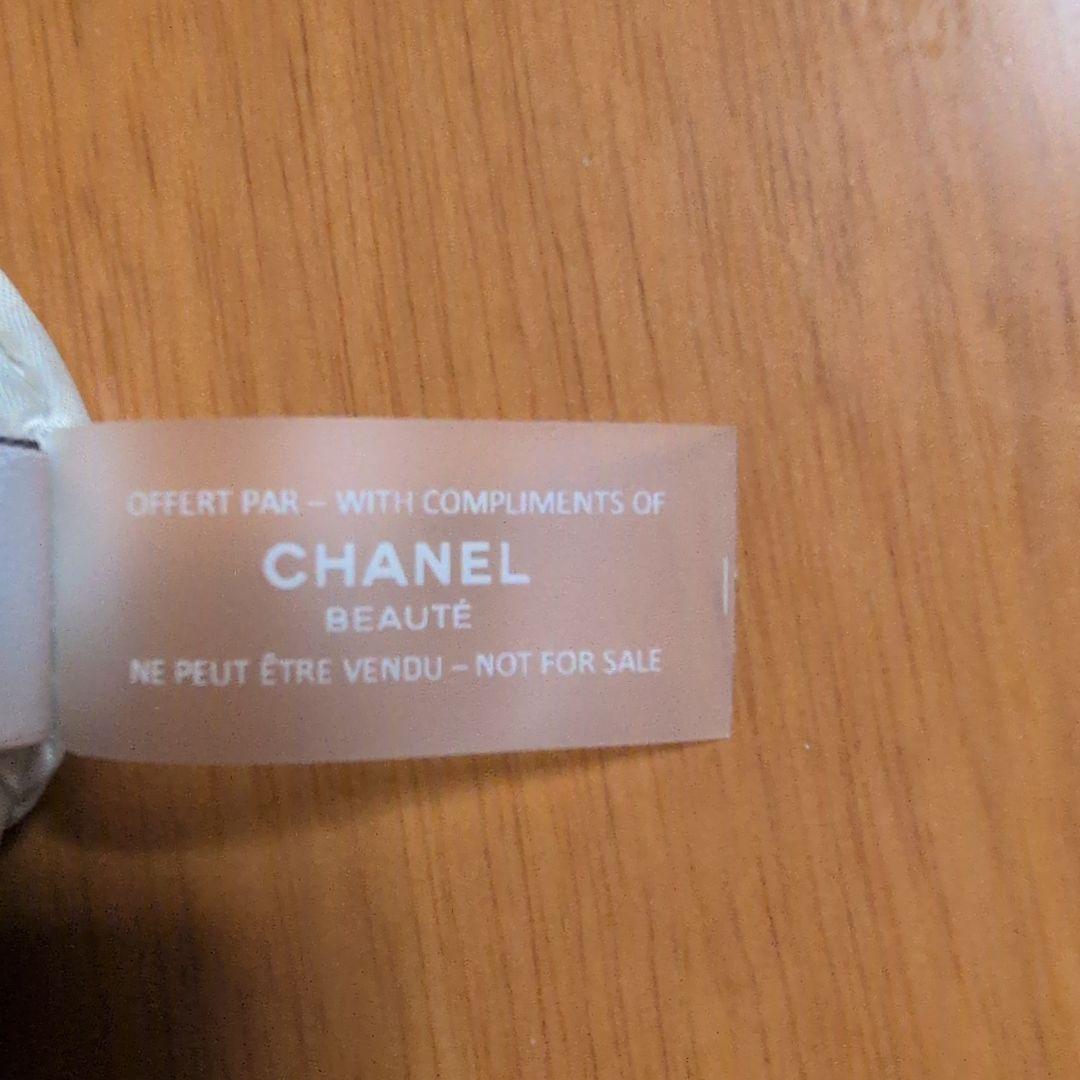 OFFERT PAR – WITH COMPLIMENTS OF
CHANEL
BEAUTÉ
NE PEUT ÊTRE VENDU – NOT FOR SALE